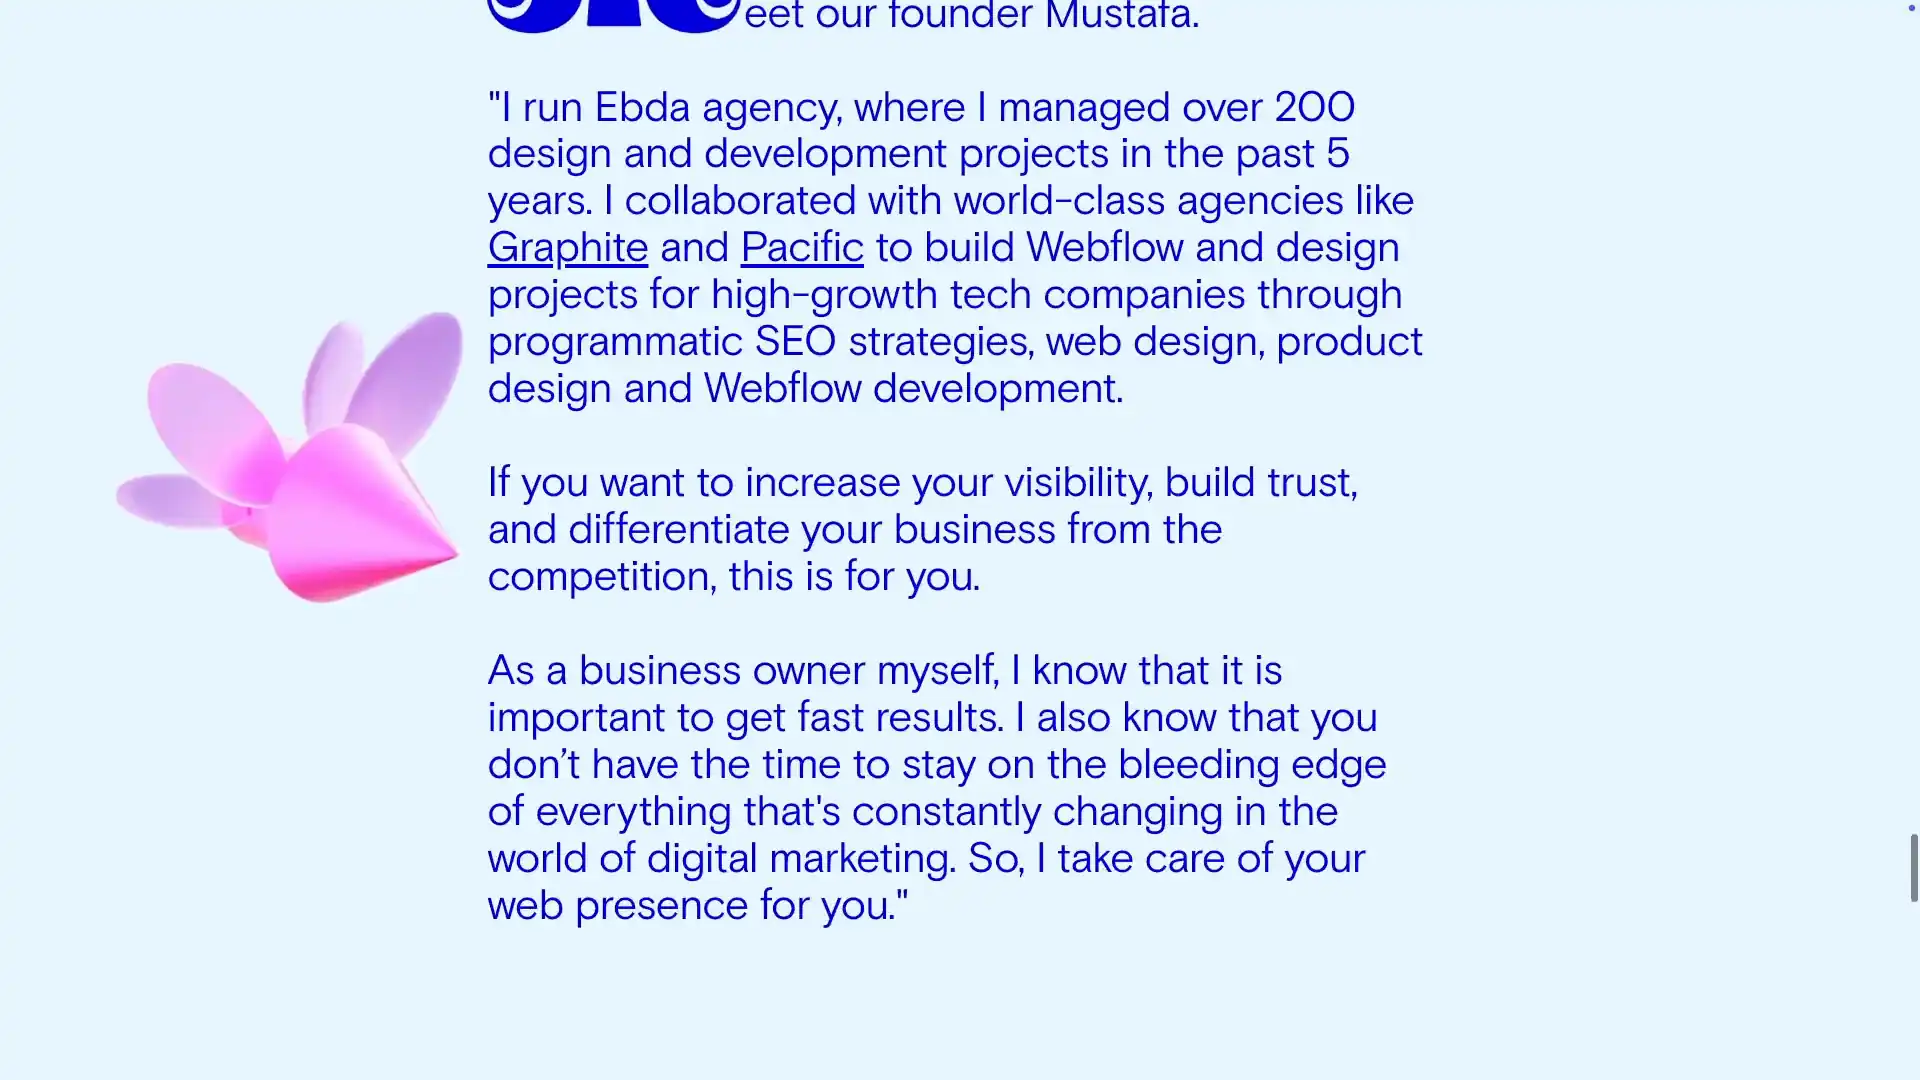 eet our founder Mustafa.
"I run Ebda agency, where I managed over 200
design and development projects in the past 5
years. I collaborated with world-class agencies like
Graphite and Pacific to build Webflow and design
projects for high-growth tech companies through
programmatic SEO strategies, web design, product
design and Webflow development.
If you want to increase your visibility, build trust,
and differentiate your business from the
competition, this is for you.
As a business owner myself, I know that it is
important to get fast results. I also know that you
don’t have the time to stay on the bleeding edge
of everything that's constantly changing in the
world of digital marketing. So, I take care of your
web presence for you."